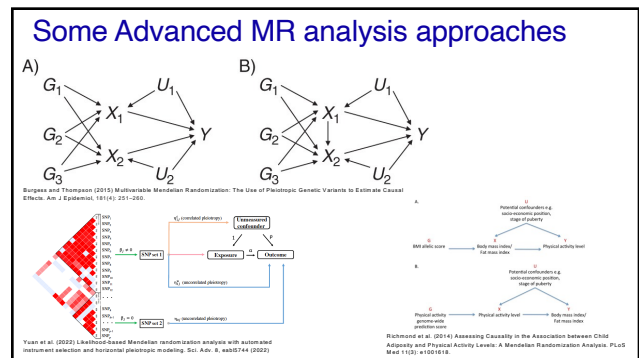 Some Advanced MR analysis approaches
A)
B)
G1
U1
G1
U1
X1
X1
G2
Y
G2
Y
X2
X2
G3
U2
G3
U2
Burgess and Thompson (2015) Multivariable Mendelian Randomization: The Use of Pleiotropic Genetic Variants to Estimate Causal
Effects. Am J Epidemiol, 181(4): 251–260.
(correlated pleiotropy)
Unmeasured
confounder
SNP set 1
Exposure
α
Outcome
(uncorrelated pleiotropy)
SNP set 2
(uncorrelated pleiotropy)
Yuan et al. (2022) Likelihood-based Mendelian randomization analysis with automated
instrument selection and horizontal pleiotropic modeling. Sci. Adv. 8, eabl5744 (2022)
A.
U
Potential confounders e.g.
socio-economic position,
stage of puberty
G
X
Y
BMI allelic score
Body mass index/
Fat mass index
Physical activity level
B.
U
Potential confounders e.g.
socio-economic position,
stage of puberty
G
X
Y
Physical activity
genome-wide
prediction score
Physical activity level
Body mass index/
Fat mass index
Richmond et al. (2014) Assessing Causality in the Association between Child
Adiposity and Physical Activity Levels: A Mendelian Randomization Analysis. PLoS
Med 11(3): e1001618.